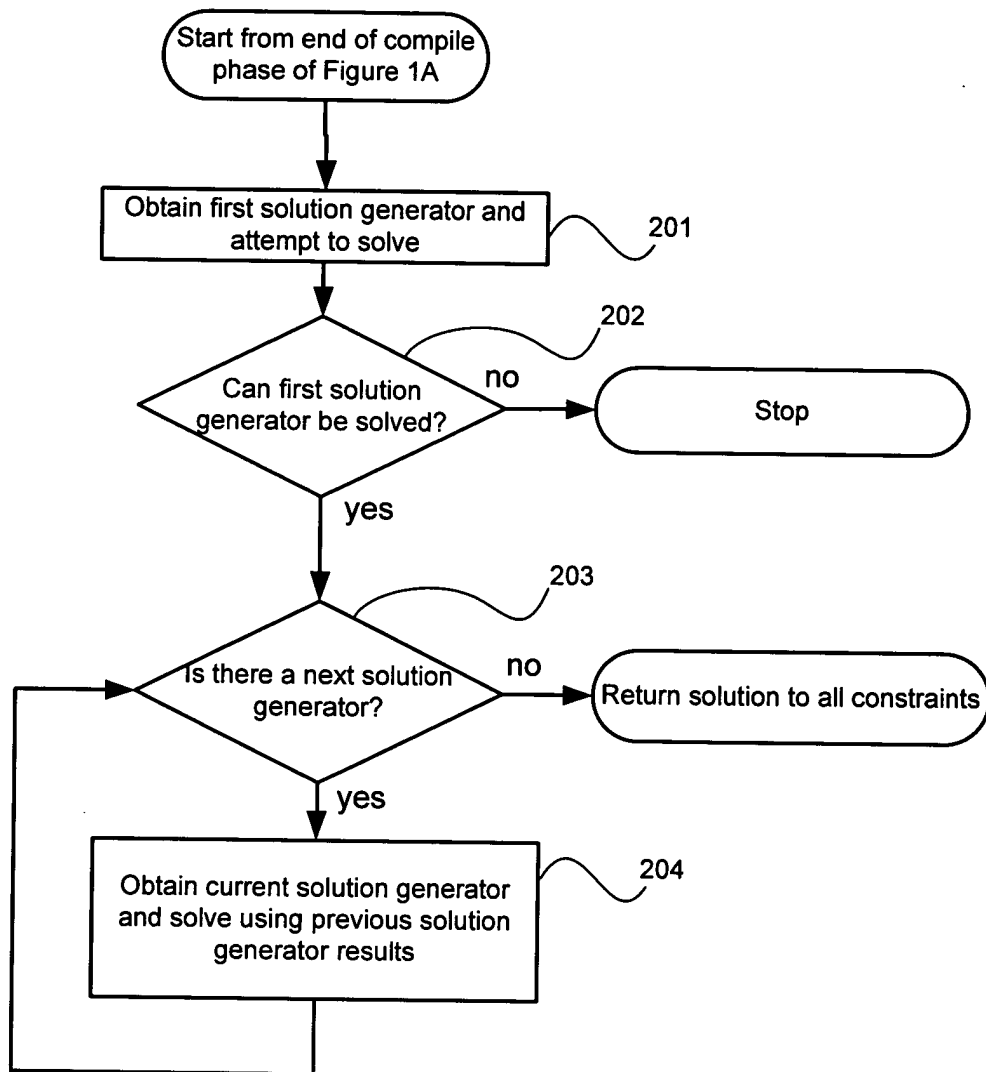 Start from end of compile
phase of Figure 1A
Obtain first solution generator and
attempt to solve
201
202
Can first solution
generator be solved?
no
Stop
yes
203
Is there a next solution
generator?
no
Return solution to all constraints
yes
204
Obtain current solution generator
and solve using previous solution
generator results